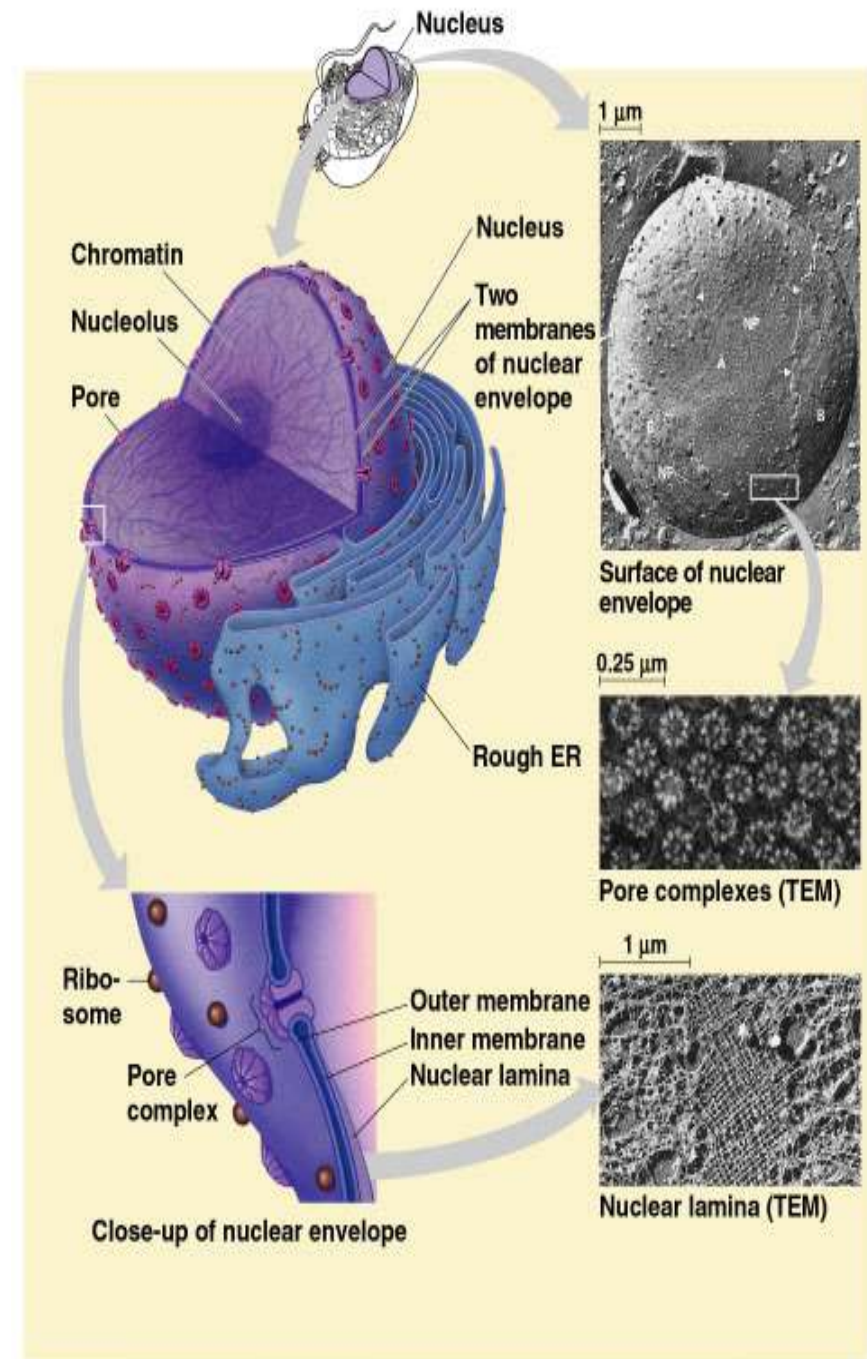 Nucleus
1 µm
Chromatin
Nucleolus
Pore
Nucleus
Two
membranes
of nuclear
envelope
NP
A
B
B
NP
Surface of nuclear
envelope
0.25 µm
Rough ER
Pore complexes (TEM)
1 µm
Ribo-
some
Pore
complex
Outer membrane
Inner membrane
Nuclear lamina
Close-up of nuclear envelope
Nuclear lamina (TEM)